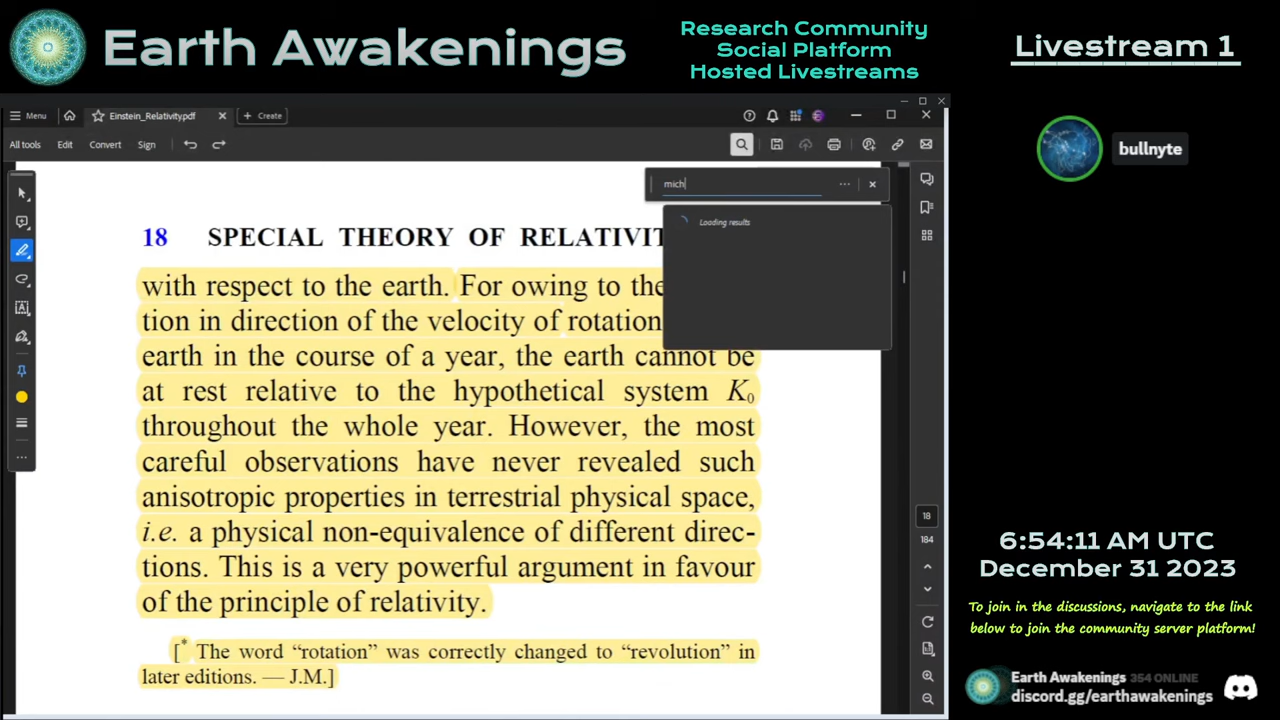 Earth Awakenings
Research Community
Social Platform
Hosted Livestreams
Livestream 1
Menu
Einstein_Relativity.pdf
+ Create
All tools
Edit
Convert
Sign
mich
Loading results
bullnyte
18 SPECIAL THEORY OF RELATIVIT
with respect to the earth. For owing to the
tion in direction of the velocity of rotation
earth in the course of a year, the earth cannot be
at rest relative to the hypothetical system K₀
throughout the whole year. However, the most
careful observations have never revealed such
anisotropic properties in terrestrial physical space,
i.e. a physical non-equivalence of different direc-
tions. This is a very powerful argument in favour
of the principle of relativity.
[* The word “rotation” was correctly changed to “revolution” in
later editions. — J.M.]
18
184
6:54:11 AM UTC
December 31 2023
To join in the discussions, navigate to the link
below to join the community server platform!
Earth Awakenings 354 ONLINE
discord.gg/earthawakenings